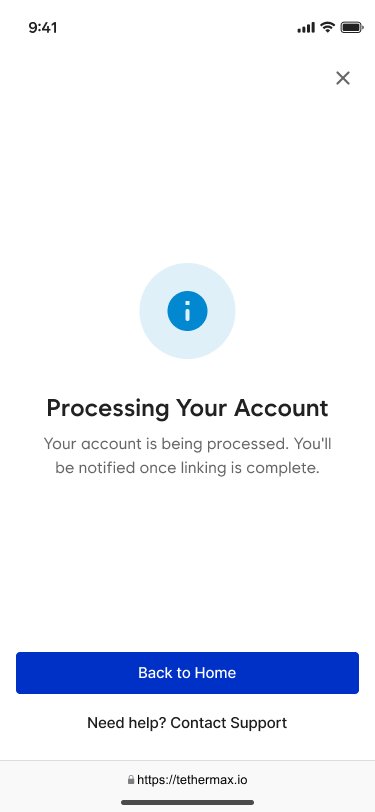 9:41
Processing Your Account
Your account is being processed. You'll
be notified once linking is complete.
Back to Home
Need help? Contact Support
https://tethermax.io